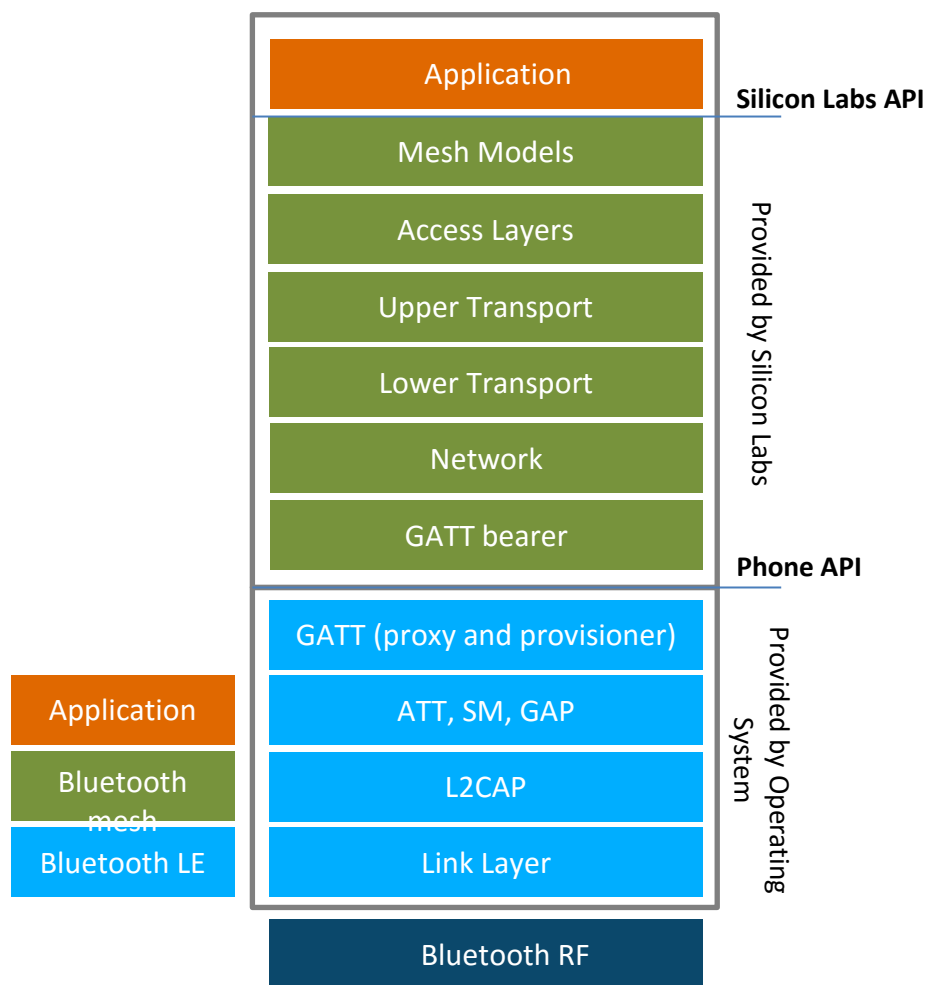 Application
Silicon Labs API
Mesh Models
Access Layers
Upper Transport
Lower Transport
Network
GATT bearer
Provided by Silicon Labs
Phone API
GATT (proxy and provisioner)
ATT, SM, GAP
L2CAP
Link Layer
Provided by Operating
System
Application
Bluetooth
mesh
Bluetooth LE
Bluetooth RF